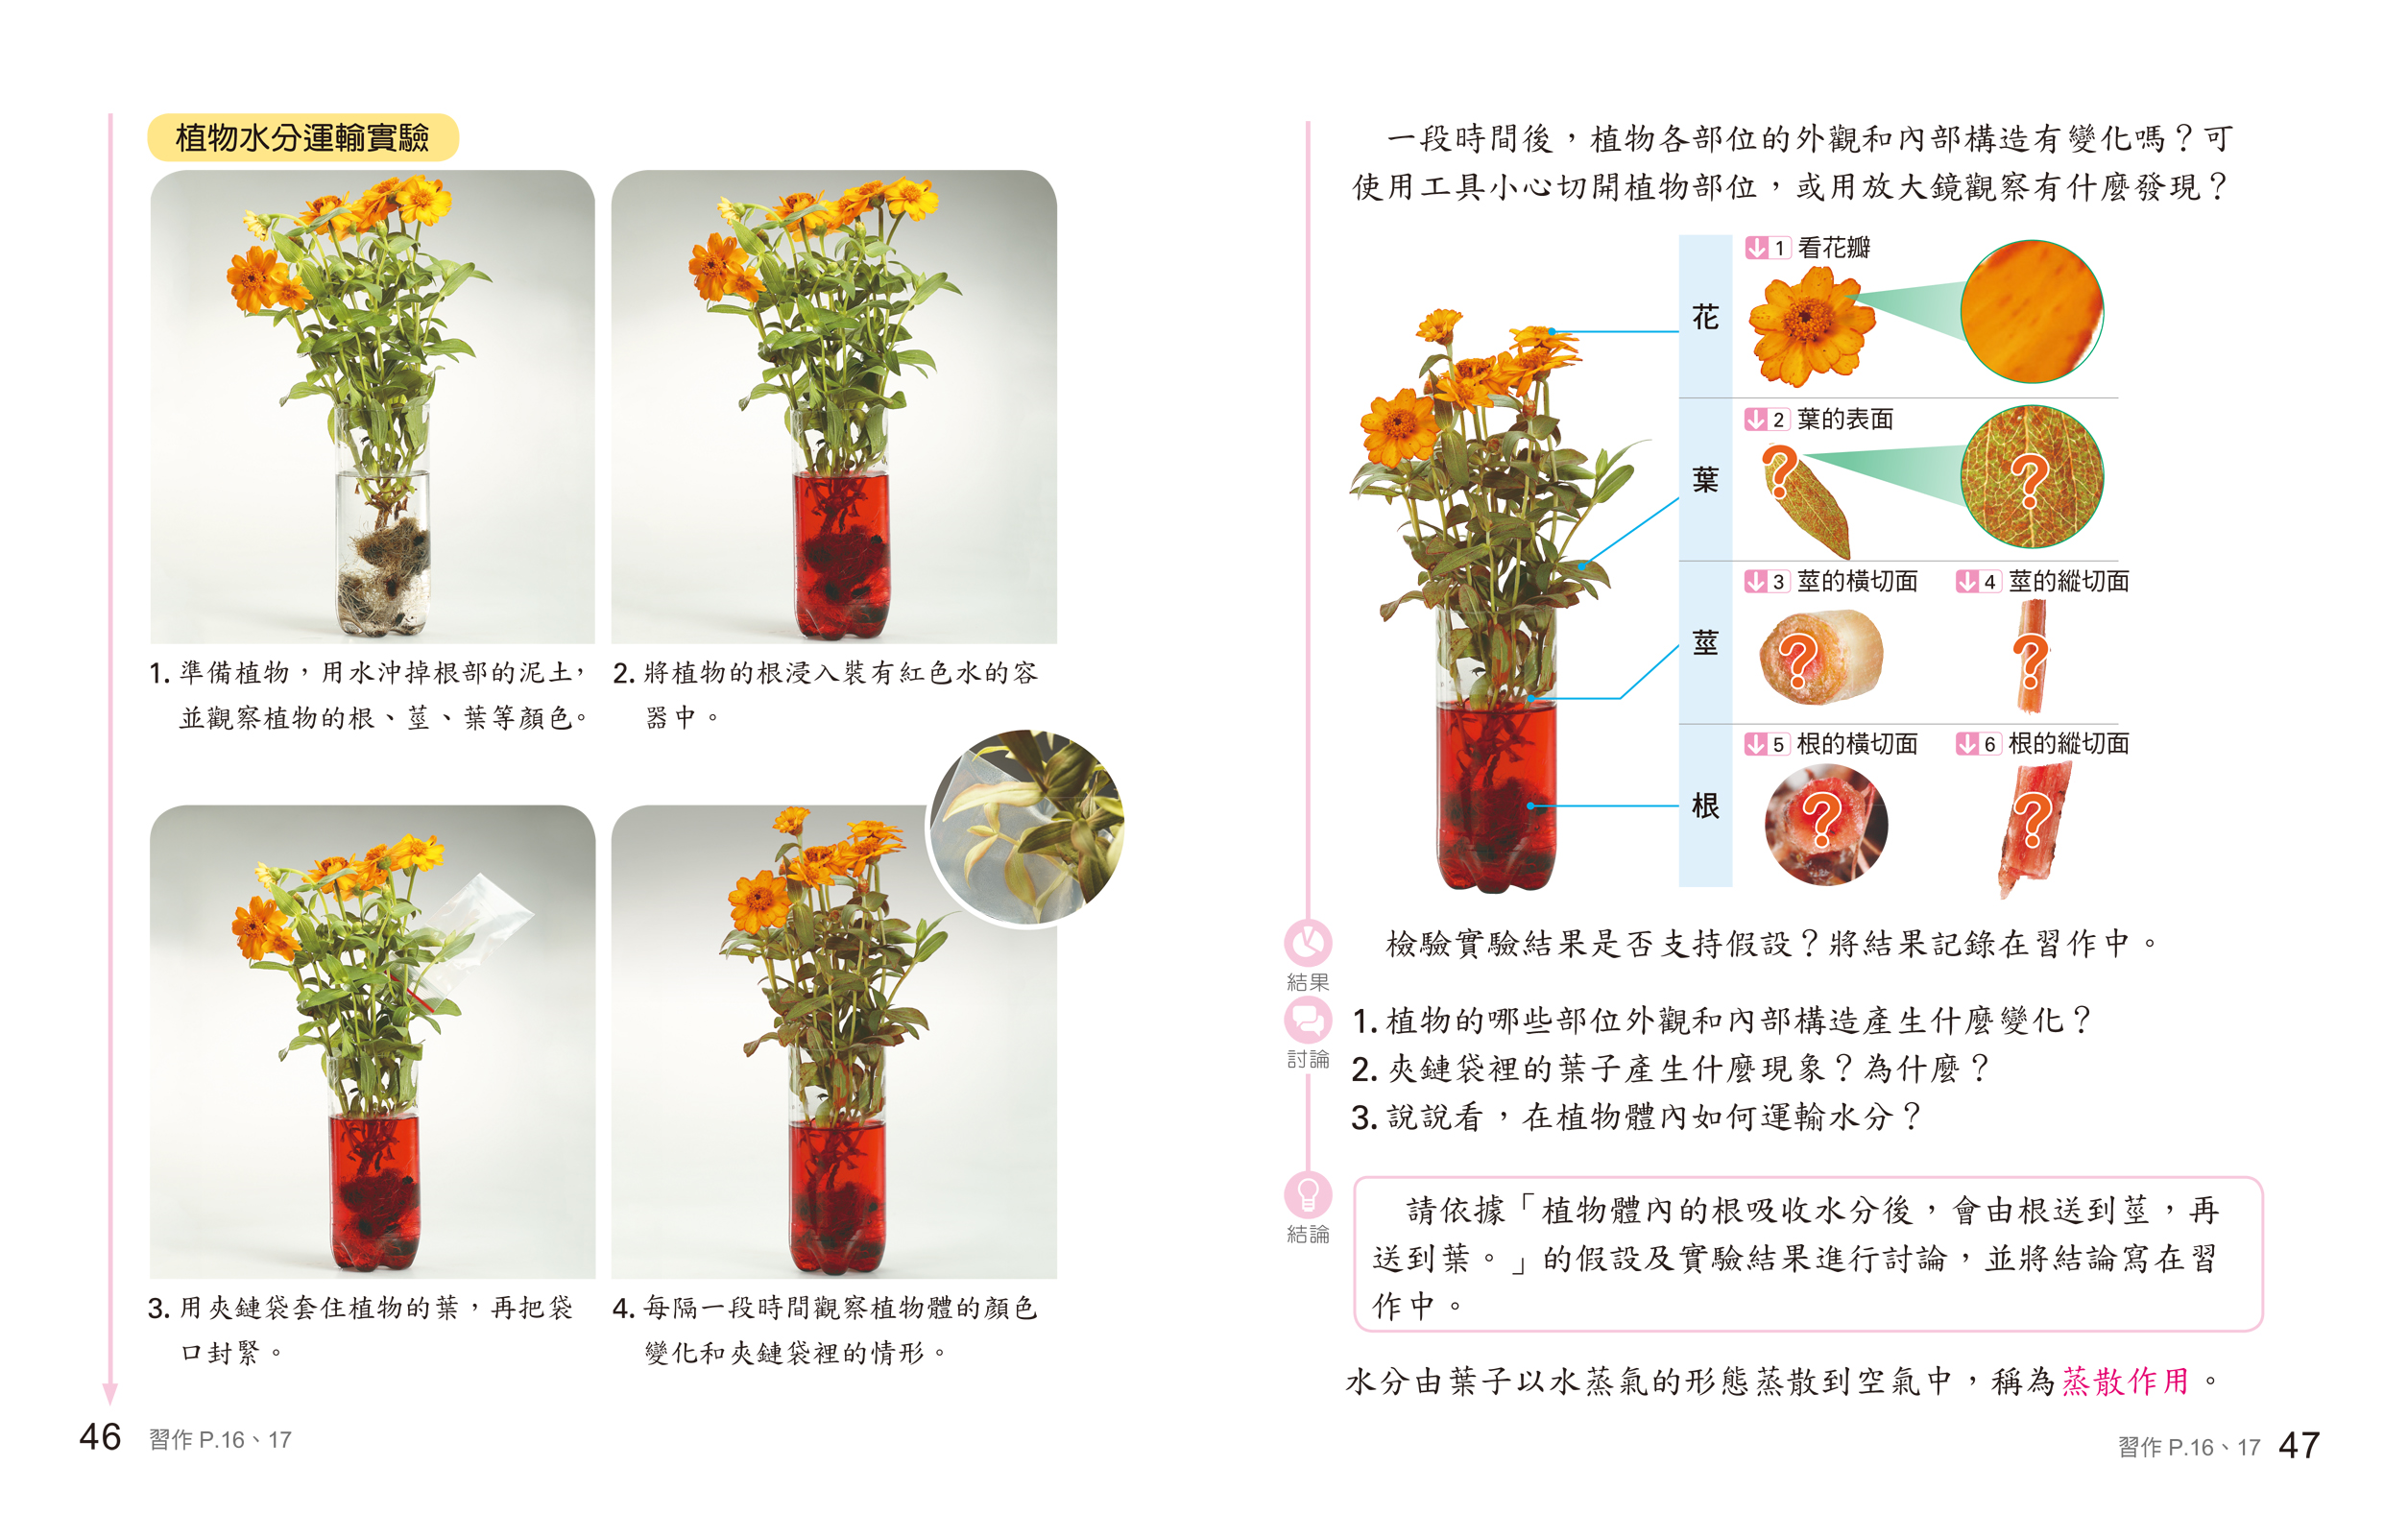 植物水分運輸實驗
1. 準備植物，用水沖掉根部的泥土，
並觀察植物的根、莖、葉等顏色。
2. 將植物的根浸入裝有紅色水的容
器中。
3. 用夾鏈袋套住植物的葉，再把袋
口封緊。
4. 每隔一段時間觀察植物體的顏色
變化和夾鏈袋裡的情形。
46 習作 P.16、17
一段時間後，植物各部位的外觀和內部構造有變化嗎？可
使用工具小心切開植物部位，或用放大鏡觀察有什麼發現？
花
1 看花瓣
葉
2 葉的表面
?
?
莖
3 莖的橫切面
4 莖的縱切面
?
?
根
5 根的橫切面
6 根的縱切面
?
?
結果
檢驗實驗結果是否支持假設？將結果記錄在習作中。
討論
1. 植物的哪些部位外觀和內部構造產生什麼變化？
2. 夾鏈袋裡的葉子產生什麼現象？為什麼？
3. 說說看，在植物體內如何運輸水分？
結論
請依據「植物體內的根吸收水分後，會由根送到莖，再
送到葉。」的假設及實驗結果進行討論，並將結論寫在習
作中。
水分由葉子以水蒸氣的形態蒸散到空氣中，稱為蒸散作用。
習作 P.16、17 47